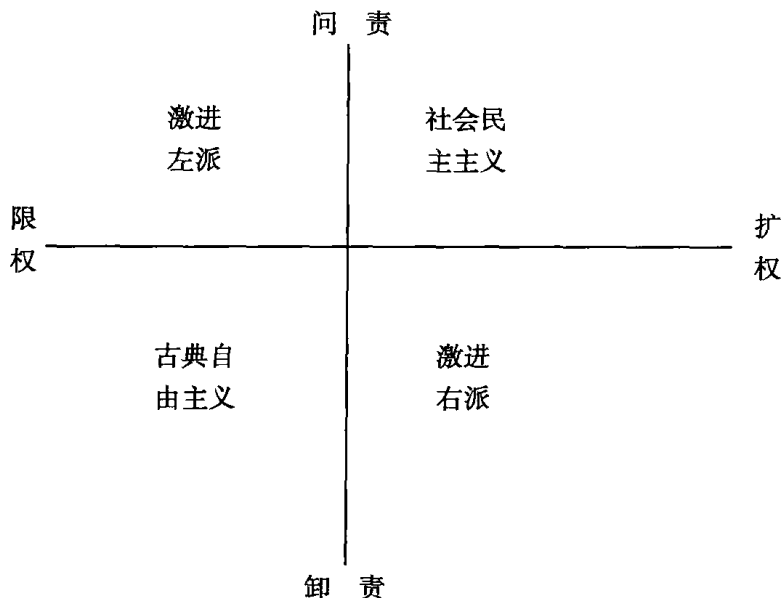 问 责
激进
左派
社会民
主主义
限
权
扩
权
古典自
由主义
激进
右派
卸 责